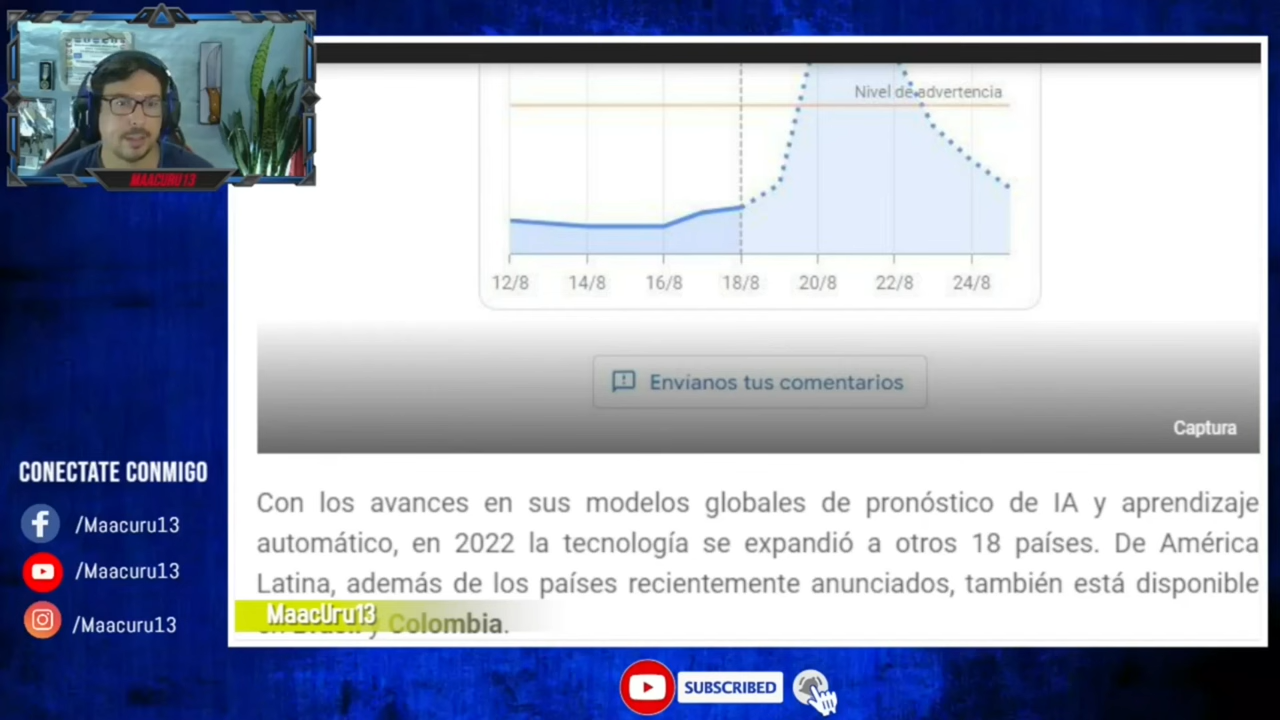 MAACURU13
Nivel de advertencia
12/8 14/8 16/8 18/8 20/8 22/8 24/8
Envíanos tus comentarios
Captura
CONECTATE CONMIGO
/Maacuru13
/Maacuru13
/Maacuru13
Con los avances en sus modelos globales de pronóstico de IA y aprendizaje
automático, en 2022 la tecnología se expandió a otros 18 países. De América
Latina, además de los países recientemente anunciados, también está disponible
y Colombia.
MaacUru13
SUBSCRIBED